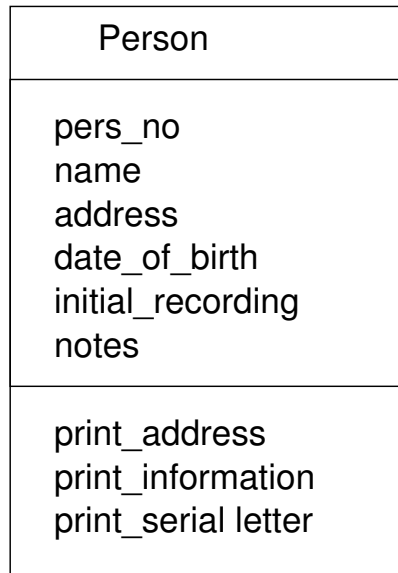 Person
pers_no
name
address
date_of_birth
initial_recording
notes
print_address
print_information
print_serial letter